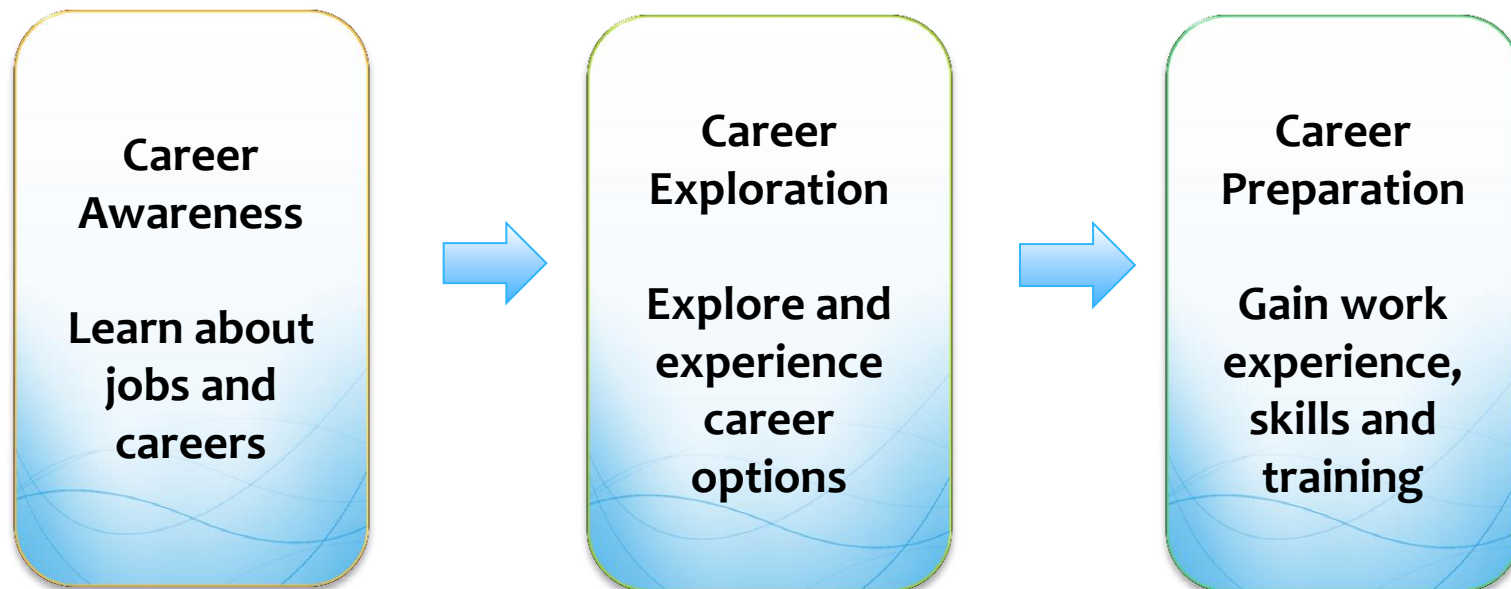 Career
Awareness
Learn about
jobs and
careers
Career
Exploration
Explore and
experience
career
options
Career
Preparation
Gain work
experience,
skills and
training